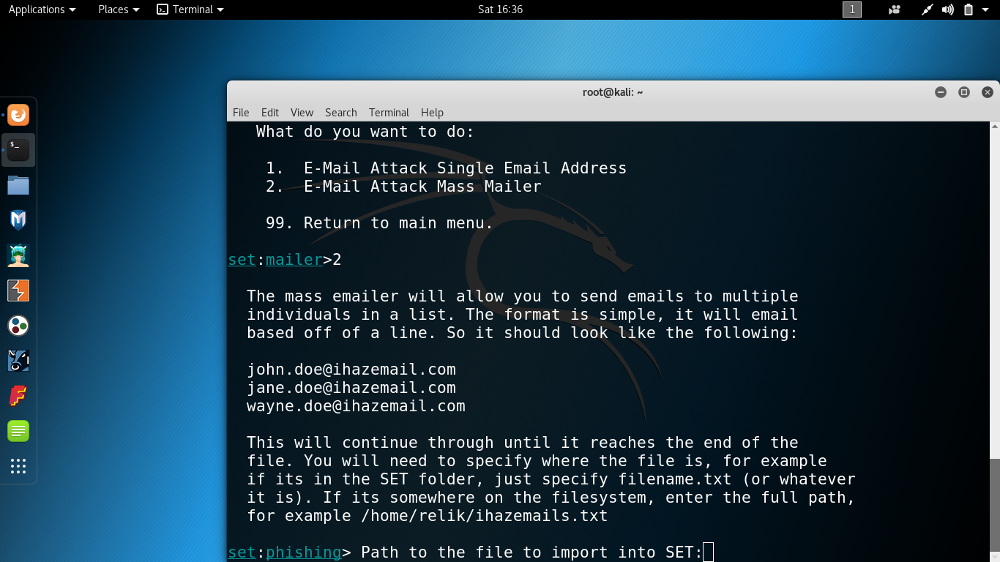 Applications Places Terminal Sat 16:36 1
root@kali: ~
File Edit View Search Terminal Help
What do you want to do:
1. E-Mail Attack Single Email Address
2. E-Mail Attack Mass Mailer
99. Return to main menu.
set:mailer>2
The mass emailer will allow you to send emails to multiple
individuals in a list. The format is simple, it will email
based off of a line. So it should look like the following:
john.doe@ihazemail.com
jane.doe@ihazemail.com
wayne.doe@ihazemail.com
This will continue through until it reaches the end of the
file. You will need to specify where the file is, for example
if its in the SET folder, just specify filename.txt (or whatever
it is). If its somewhere on the filesystem, enter the full path,
for example /home/relik/ihazemails.txt
set:phishing> Path to the file to import into SET: